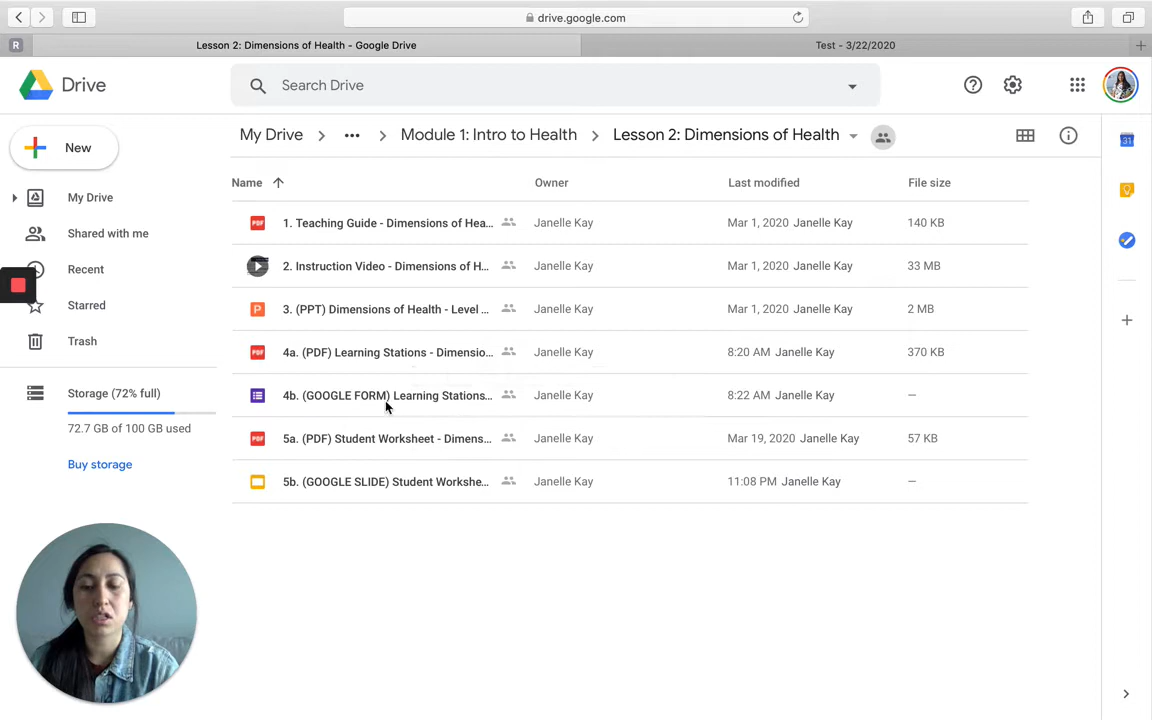 drive.google.com
R
Lesson 2: Dimensions of Health - Google Drive
Test - 3/22/2020
Drive
Search Drive
New
My Drive
Shared with me
Recent
Starred
Trash
Storage (72% full)
72.7 GB of 100 GB used
Buy storage
My Drive > ••• > Module 1: Intro to Health > Lesson 2: Dimensions of Health
Name Owner Last modified File size
1. Teaching Guide - Dimensions of Hea... Janelle Kay Mar 1, 2020 Janelle Kay 140 KB
2. Instruction Video - Dimensions of H... Janelle Kay Mar 1, 2020 Janelle Kay 33 MB
3. (PPT) Dimensions of Health - Level ... Janelle Kay Mar 1, 2020 Janelle Kay 2 MB
4a. (PDF) Learning Stations - Dimensio... Janelle Kay 8:20 AM Janelle Kay 370 KB
4b. (GOOGLE FORM) Learning Stations... Janelle Kay 8:22 AM Janelle Kay —
5a. (PDF) Student Worksheet - Dimens... Janelle Kay Mar 19, 2020 Janelle Kay 57 KB
5b. (GOOGLE SLIDE) Student Workshe... Janelle Kay 11:08 PM Janelle Kay —
PDF
P
PDF
PDF
31